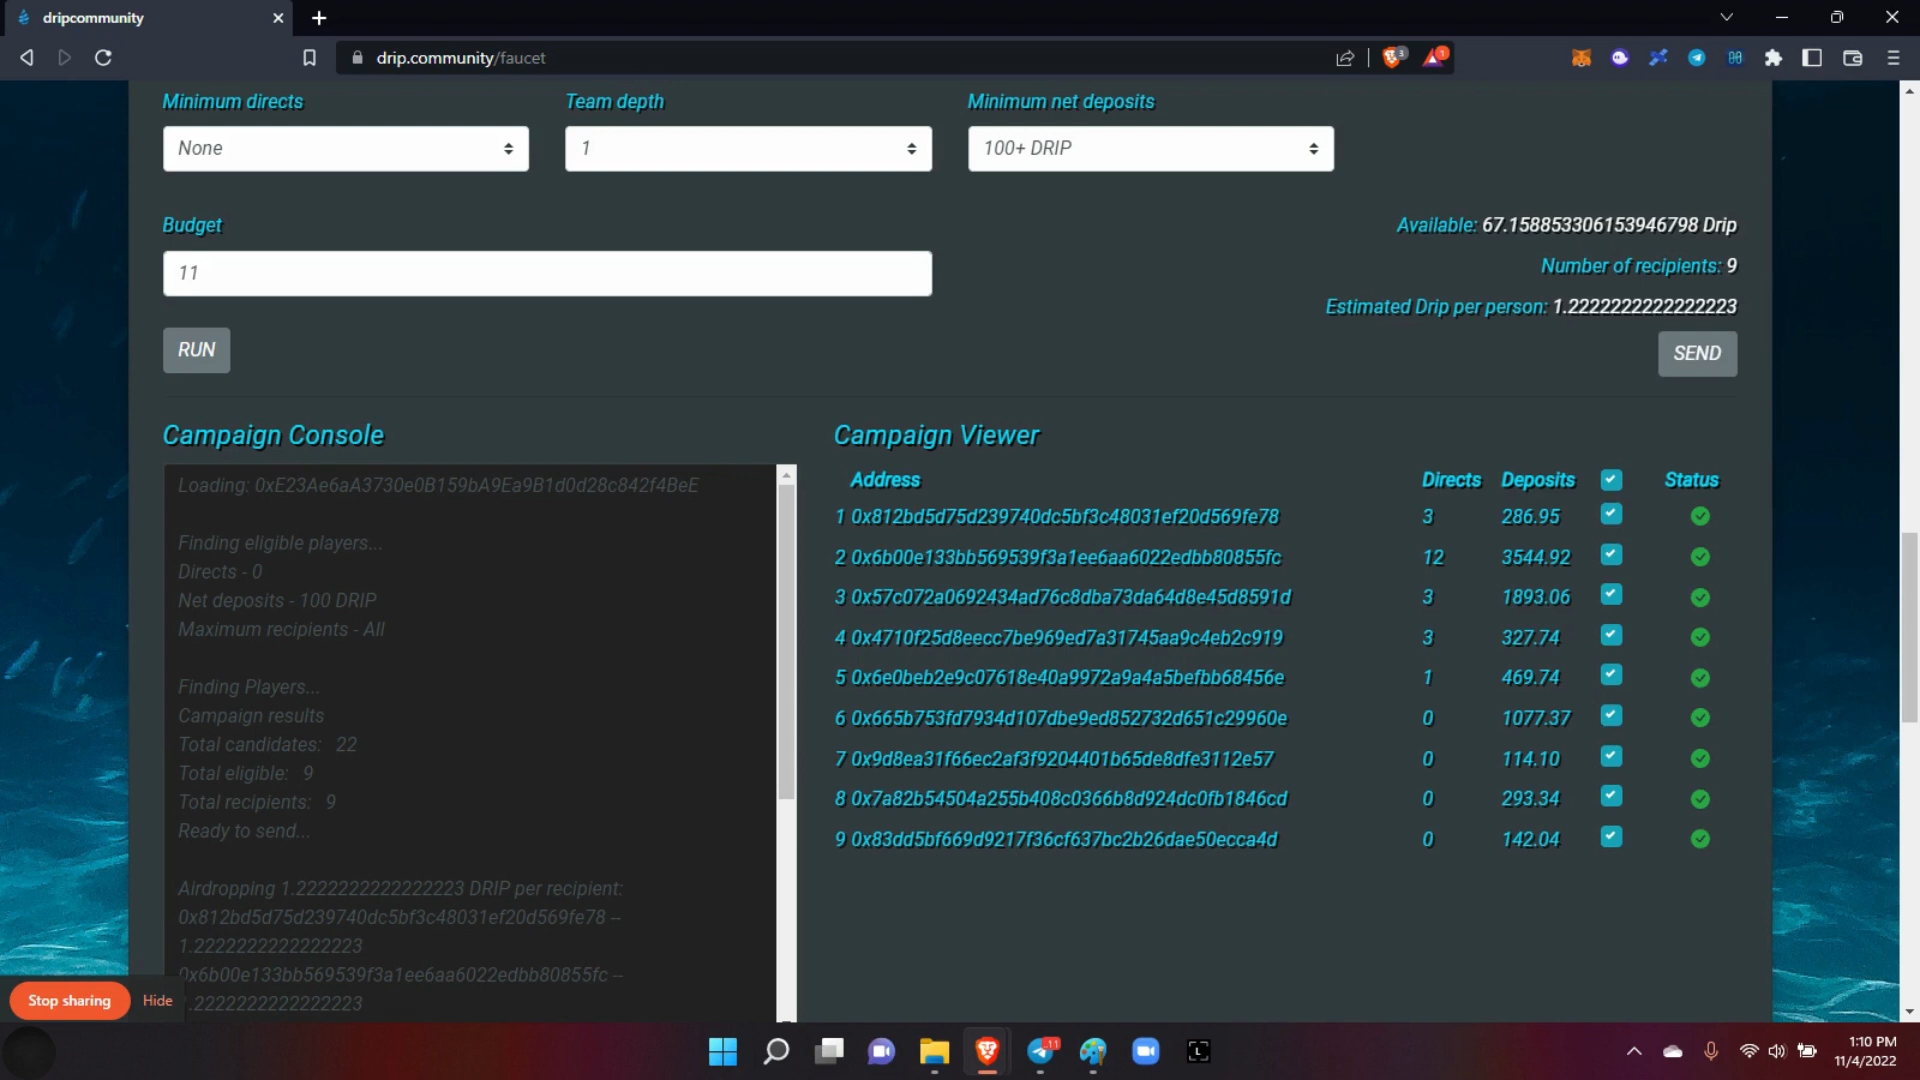 dripcommunity
drip.community/faucet
3
1
Minimum directs
Team depth
Minimum net deposits
None
1
100+ DRIP
Budget
11
Available: 67.158853306153946798 Drip
Number of recipients: 9
Estimated Drip per person: 1.2222222222222223
RUN
SEND
Campaign Console
Loading: 0xE23Ae6aA3730e0B159bA9Ea9B1d0d28c842f4BeE
Finding eligible players...
Directs - 0
Net deposits - 100 DRIP
Maximum recipients - All
Finding Players...
Campaign results
Total candidates: 22
Total eligible: 9
Total recipients: 9
Ready to send...
Airdropping 1.2222222222222223 DRIP per recipient:
0x812bd5d75d239740dc5bf3c48031ef20d569fe78 --
1.2222222222222223
0x6b00e133bb569539f3a1ee6aa6022edbb80855fc --
.2222222222222223
Campaign Viewer
Address Directs Deposits Status
1 0x812bd5d75d239740dc5bf3c48031ef20d569fe78 3 286.95
2 0x6b00e133bb569539f3a1ee6aa6022edbb80855fc 12 3544.92
3 0x57c072a0692434ad76c8dba73da64d8e45d8591d 3 1893.06
4 0x4710f25d8eecc7be969ed7a31745aa9c4eb2c919 3 327.74
5 0x6e0beb2e9c07618e40a9972a9a4a5befbb68456e 1 469.74
6 0x665b753fd7934d107dbe9ed852732d651c29960e 0 1077.37
7 0x9d8ea31f66ec2af3f9204401b65de8dfe3112e57 0 114.10
8 0x7a82b54504a255b408c0366b8d924dc0fb1846cd 0 293.34
9 0x83dd5bf669d9217f36cf637bc2b26dae50ecca4d 0 142.04
Stop sharing
Hide
11
L
1:10 PM
11/4/2022